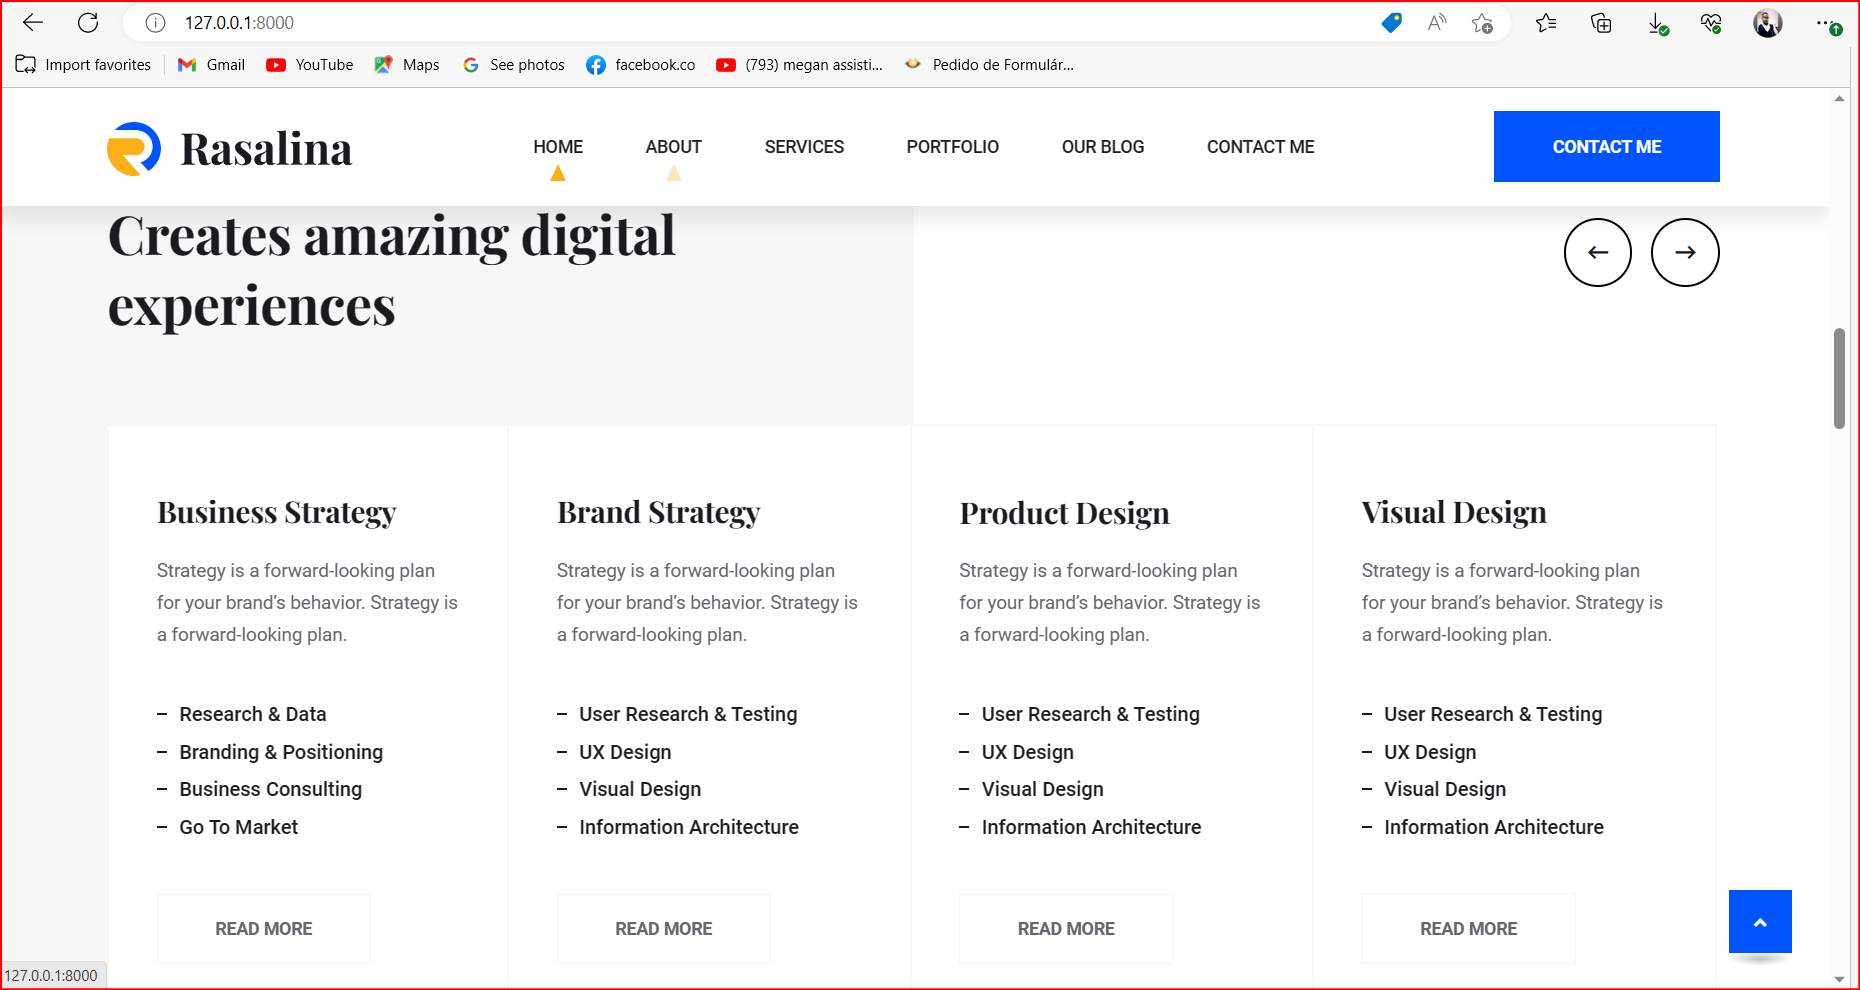 127.0.0.1:8000
Import favorites Gmail YouTube Maps See photos facebook.co (793) megan assisti... Pedido de Formulár...
Rasalina HOME ABOUT SERVICES PORTFOLIO OUR BLOG CONTACT ME CONTACT ME
Creates amazing digital
experiences
Business Strategy
Strategy is a forward-looking plan
for your brand’s behavior. Strategy is
a forward-looking plan.
Research & Data
Branding & Positioning
Business Consulting
Go To Market
READ MORE
Brand Strategy
Strategy is a forward-looking plan
for your brand’s behavior. Strategy is
a forward-looking plan.
User Research & Testing
UX Design
Visual Design
Information Architecture
READ MORE
Product Design
Strategy is a forward-looking plan
for your brand’s behavior. Strategy is
a forward-looking plan.
User Research & Testing
UX Design
Visual Design
Information Architecture
READ MORE
Visual Design
Strategy is a forward-looking plan
for your brand’s behavior. Strategy is
a forward-looking plan.
User Research & Testing
UX Design
Visual Design
Information Architecture
READ MORE
127.0.0.1:8000